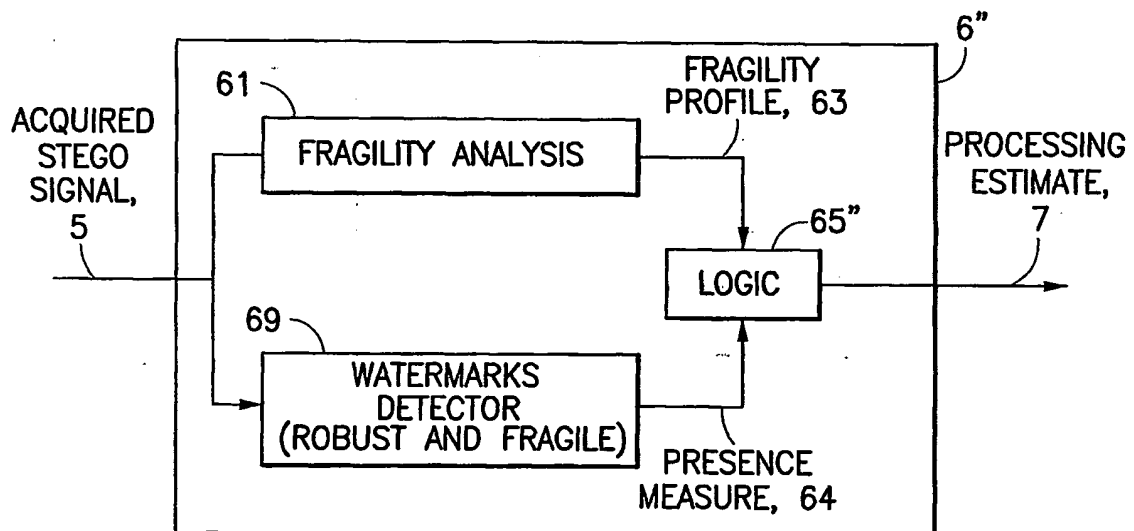 6”
61
FRAGILITY
PROFILE, 63
ACQUIRED
STEGO
SIGNAL,
5
FRAGILITY ANALYSIS
PROCESSING
ESTIMATE,
7
65”
LOGIC
69
WATERMARKS
DETECTOR
(ROBUST AND FRAGILE)
PRESENCE
MEASURE, 64